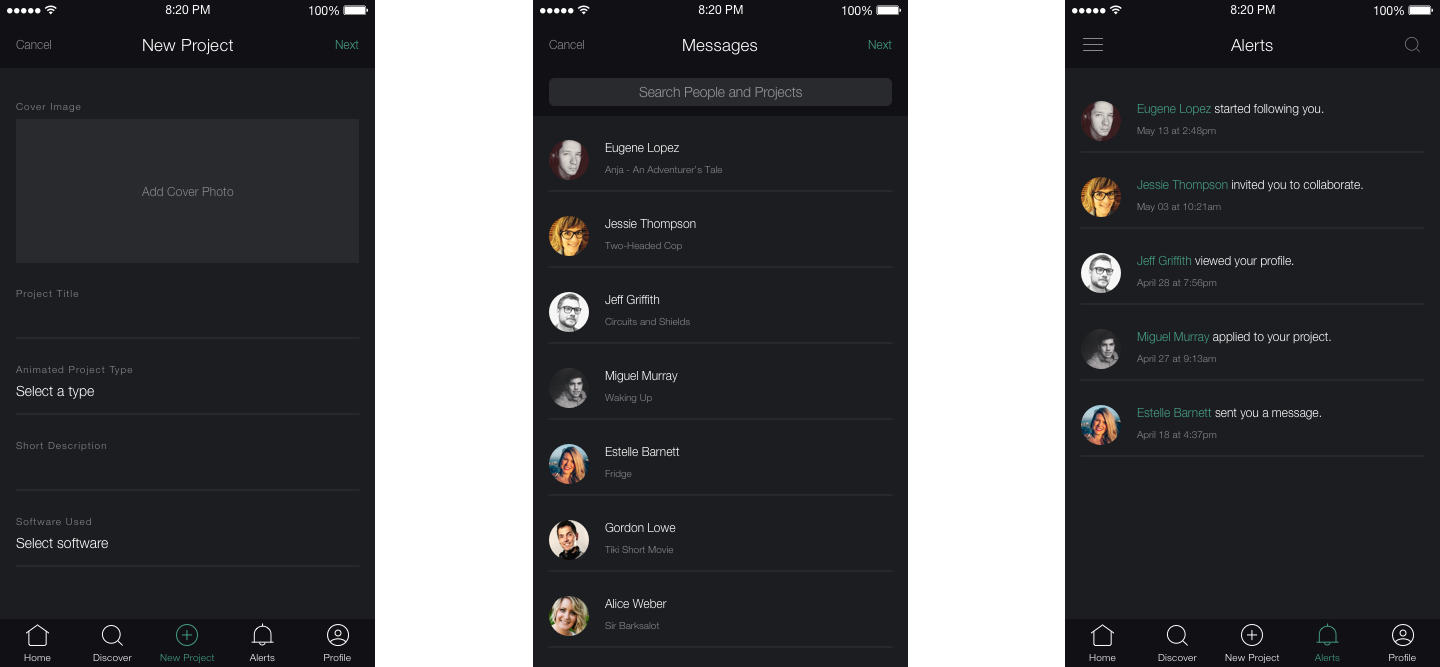 8:20 PM
100%
Cancel
New Project
Next
Cover Image
Add Cover Photo
Project Title
Animated Project Type
Select a type
Short Description
Software Used
Select software
Home
Discover
New Project
Alerts
Profile
8:20 PM
100%
Cancel
Messages
Next
Search People and Projects
Eugene Lopez
Anja - An Adventurer's Tale
Jessie Thompson
Two-Headed Cop
Jeff Griffith
Circuits and Shields
Miguel Murray
Waking Up
Estelle Barnett
Fridge
Gordon Lowe
Tiki Short Movie
Alice Weber
Sir Barksalot
8:20 PM
100%
Alerts
Eugene Lopez started following you.
May 13 at 2:48pm
Jessie Thompson invited you to collaborate.
May 03 at 10:21am
Jeff Griffith viewed your profile.
April 28 at 7:56pm
Miguel Murray applied to your project.
April 27 at 9:13am
Estelle Barnett sent you a message.
April 18 at 4:37pm
Home
Discover
New Project
Alerts
Profile